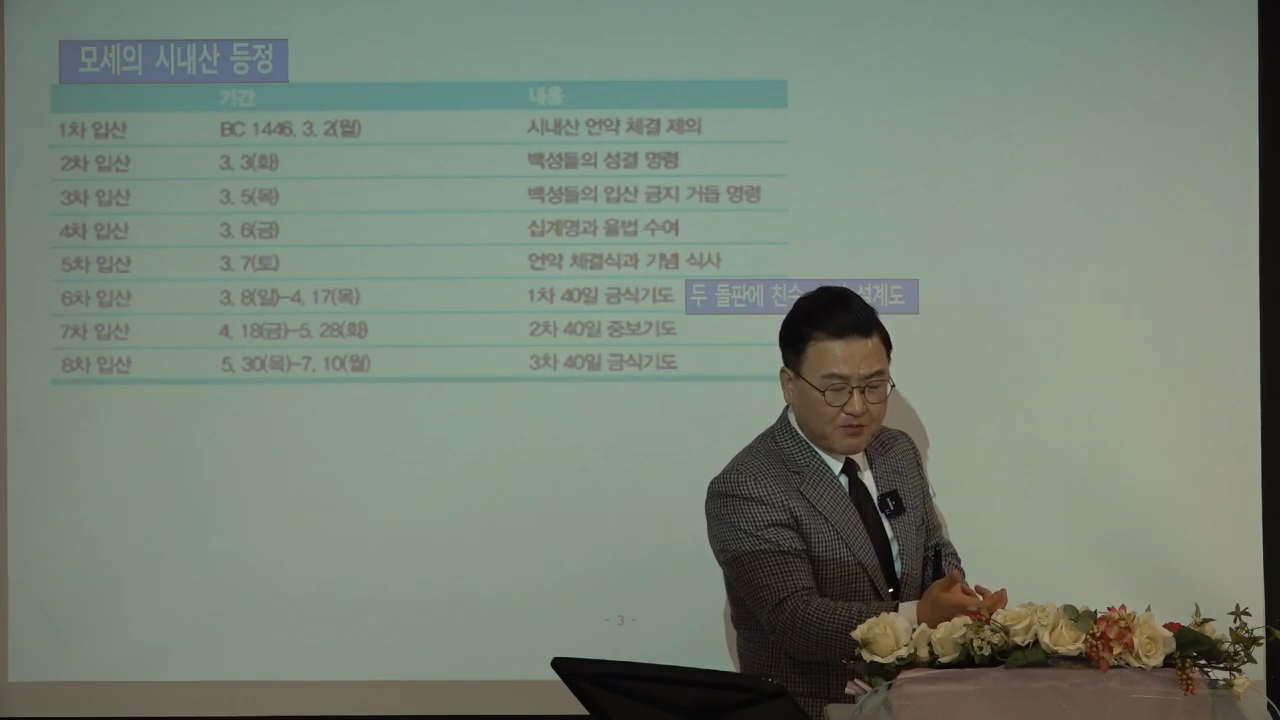 모세의 시내산 등정
기간 내용
1차 입산 BC 1446. 3. 2(월) 시내산 언약 체결 제의
2차 입산 3. 3(화) 백성들의 성결 명령
3차 입산 3. 5(목) 백성들의 입산 금지 거듭 명령
4차 입산 3. 6(금) 십계명과 율법 수여
5차 입산 3. 7(토) 언약 체결식과 기념 식사
6차 입산 3. 8(일)-4. 17(목) 1차 40일 금식기도 두 돌판에 친수 설계도
7차 입산 4. 18(금)-5. 28(화) 2차 40일 중보기도
8차 입산 5. 30(목)-7. 10(월) 3차 40일 금식기도
- 3 -